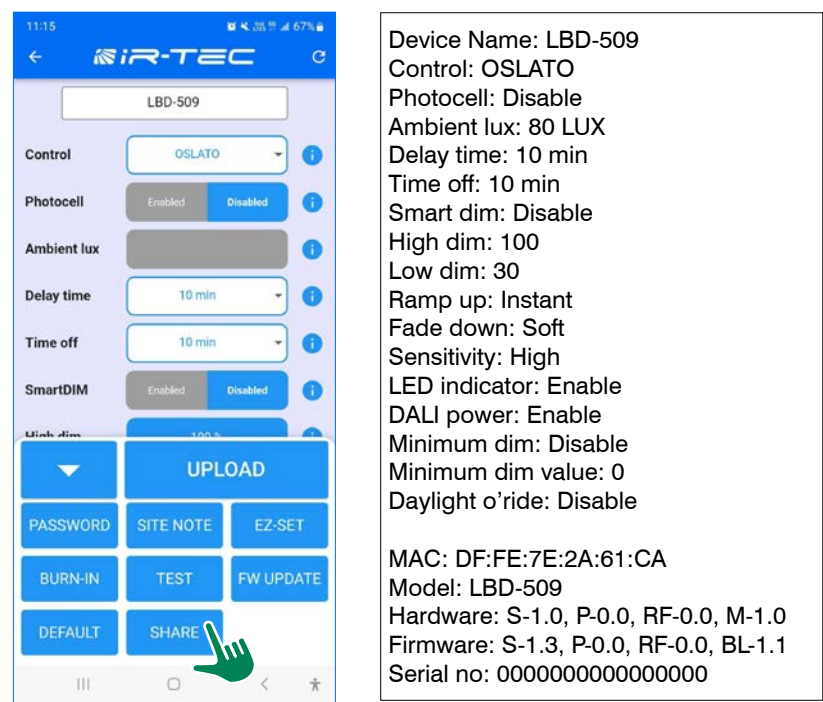 11:15
67%
iR-TEC
LBD-509
Control
OSLATO
Photocell
Enabled
Disabled
Ambient lux
Delay time
10 min
Time off
10 min
SmartDIM
Enabled
Disabled
High dim
100 %
UPLOAD
PASSWORD
SITE NOTE
EZ-SET
BURN-IN
TEST
FW UPDATE
DEFAULT
SHARE
Device Name: LBD-509
Control: OSLATO
Photocell: Disable
Ambient lux: 80 LUX
Delay time: 10 min
Time off: 10 min
Smart dim: Disable
High dim: 100
Low dim: 30
Ramp up: Instant
Fade down: Soft
Sensitivity: High
LED indicator: Enable
DALI power: Enable
Minimum dim: Disable
Minimum dim value: 0
Daylight o’ride: Disable
MAC: DF:FE:7E:2A:61:CA
Model: LBD-509
Hardware: S-1.0, P-0.0, RF-0.0, M-1.0
Firmware: S-1.3, P-0.0, RF-0.0, BL-1.1
Serial no: 0000000000000000